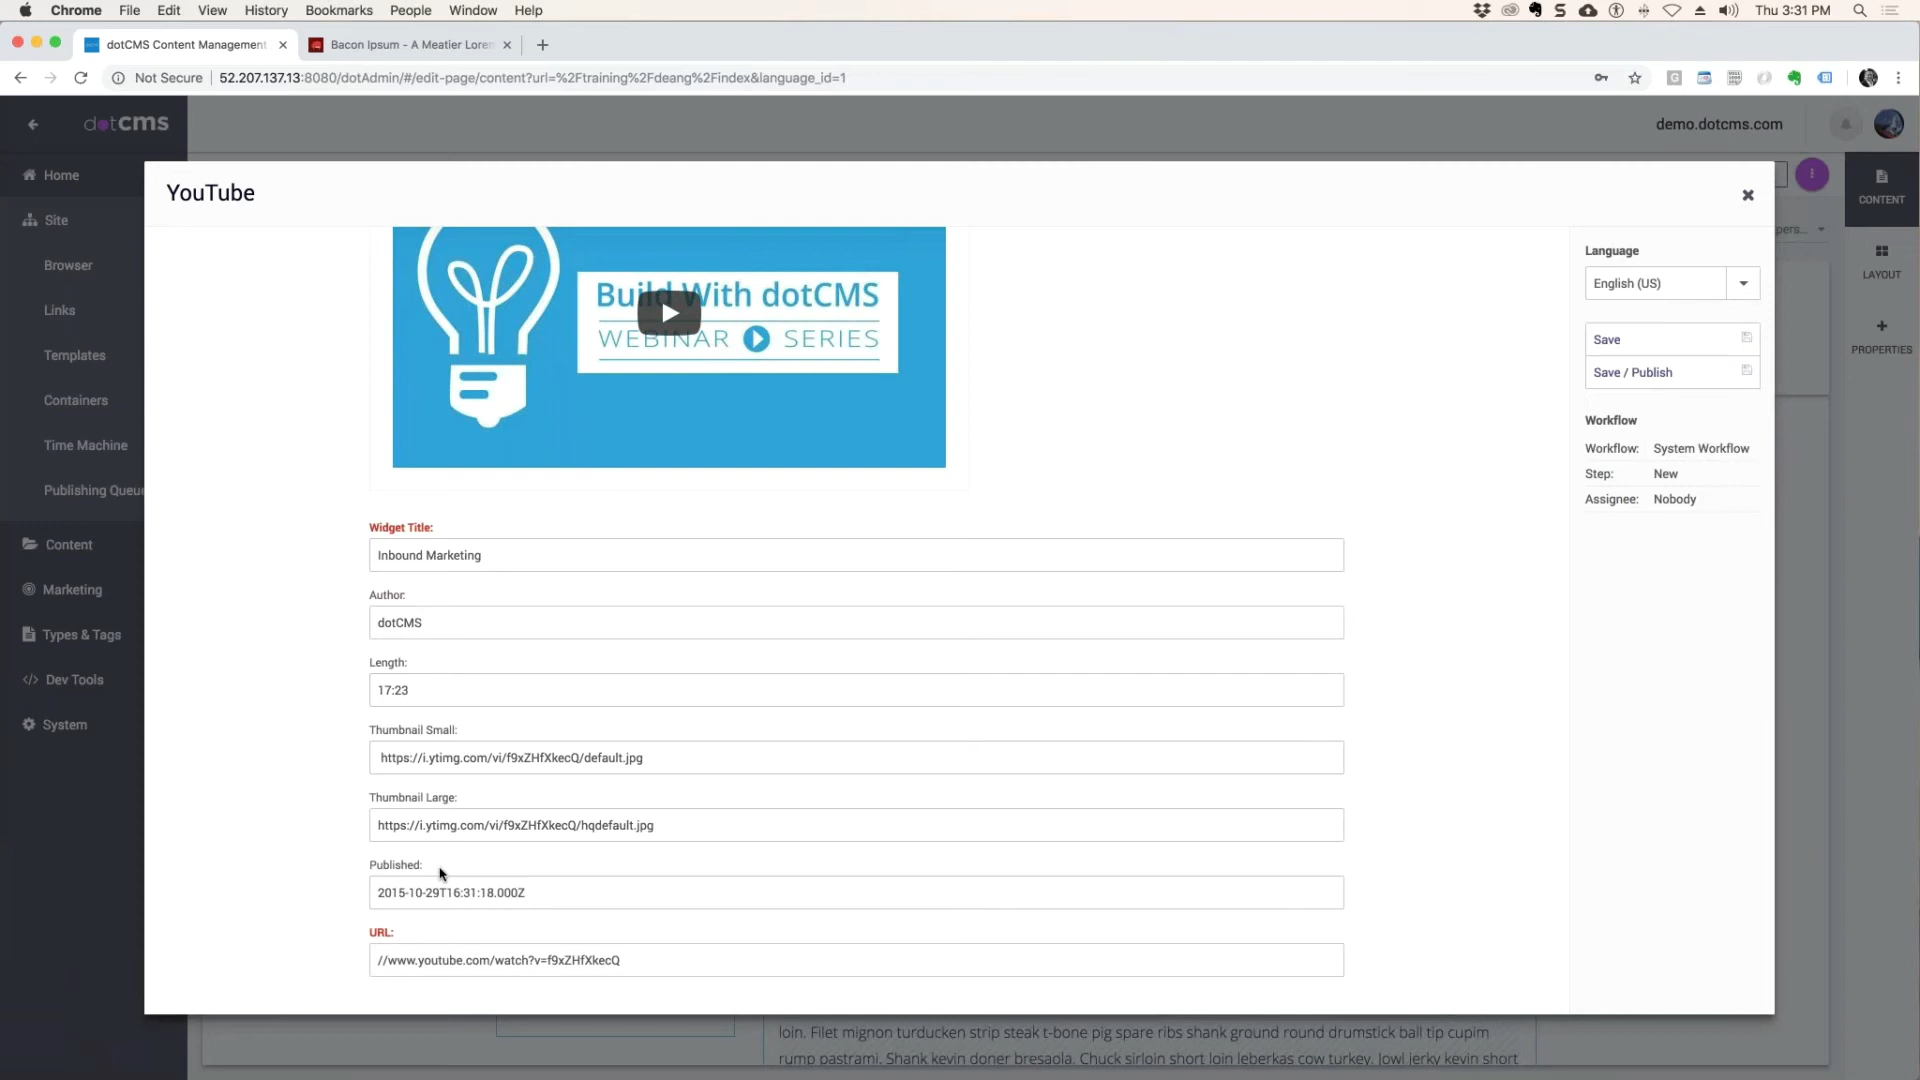 Chrome File Edit View History Bookmarks People Window Help Thu 3:31 PM
dotCMS Content Management Bacon Ipsum - A Meatier Lorem
Not Secure 52.207.137.13:8080/dotAdmin/#/edit-page/content?url=%2Ftraining%2Fdeang%2Findex&language_id=1
dotCMS demo.dotcms.com
Home
Site
Browser
Links
Templates
Containers
Time Machine
Publishing Queue
Content
Marketing
Types & Tags
Dev Tools
System
YouTube
Build With dotCMS
WEBINAR SERIES
Widget Title:
Inbound Marketing
Author:
dotCMS
Length:
17:23
Thumbnail Small:
https://i.ytimg.com/vi/f9xZHfXkecQ/default.jpg
Thumbnail Large:
https://i.ytimg.com/vi/f9xZHfXkecQ/hqdefault.jpg
Published:
2015-10-29T16:31:18.000Z
URL:
//www.youtube.com/watch?v=f9xZHfXkecQ
Language
English (US)
Save
Save / Publish
Workflow
Workflow: System Workflow
Step: New
Assignee: Nobody
pers...
CONTENT
LAYOUT
PROPERTIES
loin. Filet mignon turducken strip steak t-bone pig spare ribs shank ground round drumstick ball tip cupim
rump pastrami. Shank kevin doner bresaola. Chuck sirloin short loin leberkas cow turkey. Jowl jerky kevin short